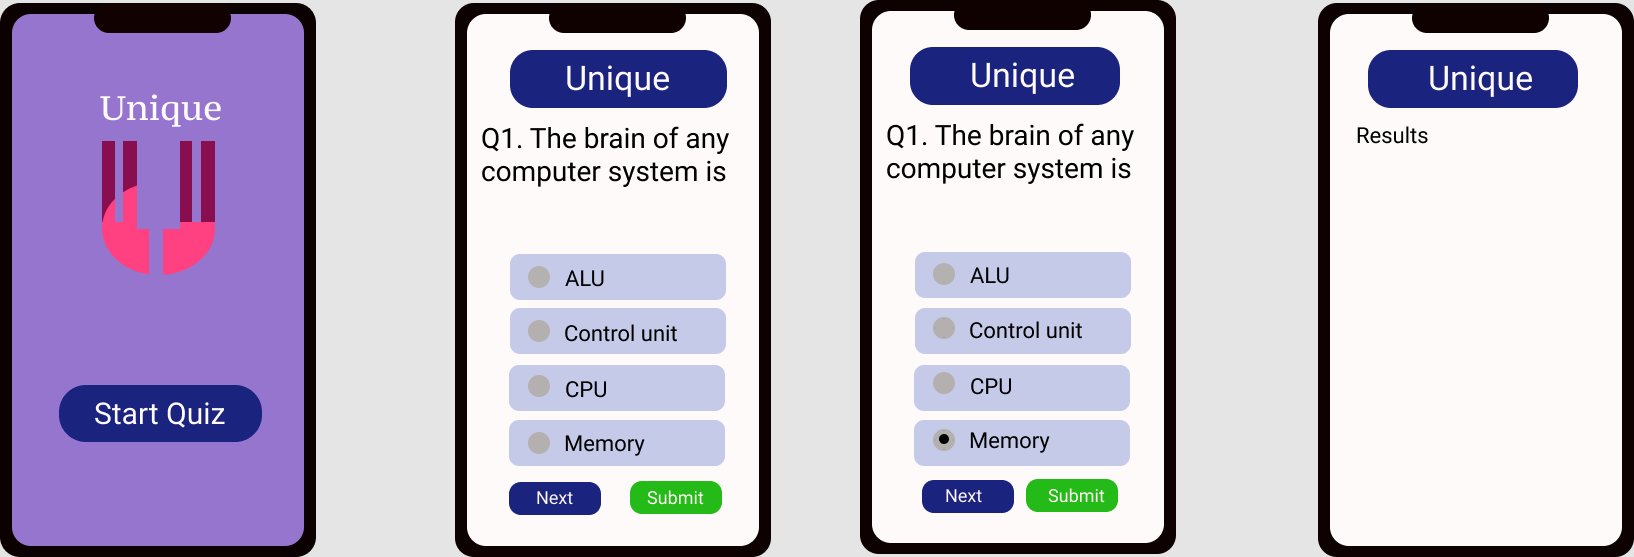 Unique
Start Quiz
Unique
Q1. The brain of any
computer system is
ALU
Control unit
CPU
Memory
Next
Submit
Unique
Q1. The brain of any
computer system is
ALU
Control unit
CPU
Memory
Next
Submit
Unique
Results